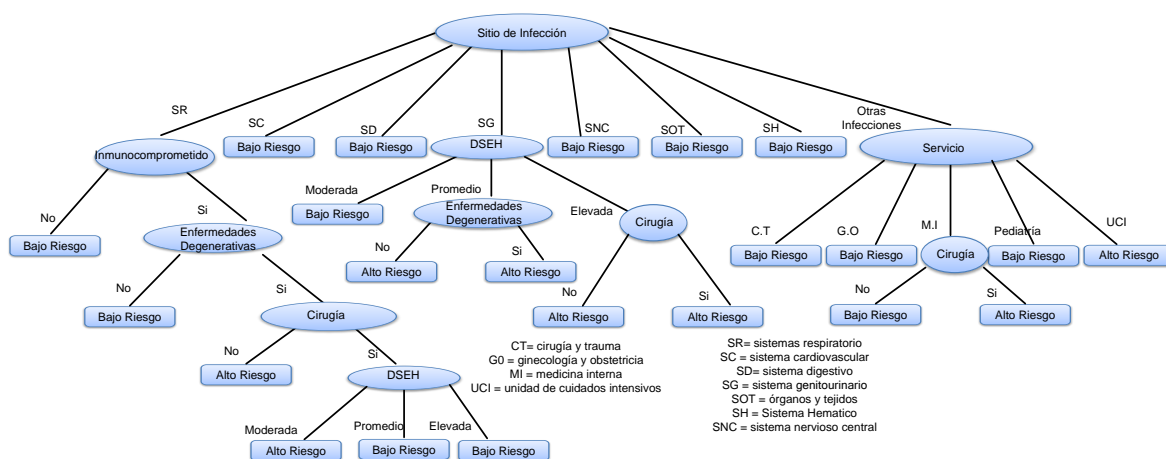 Sitio de Infección
SR
SC
SD
SG
SNC
SOT
SH
Otras
Infecciones
Inmunocomprometido
Bajo Riesgo
Bajo Riesgo
DSEH
Bajo Riesgo
Bajo Riesgo
Bajo Riesgo
Servicio
No
Si
Moderada
Promedio
Elevada
C.T
G.O
M.I
Pediatría
UCI
Bajo Riesgo
Enfermedades
Degenerativas
Bajo Riesgo
Enfermedades
Degenerativas
Cirugía
Bajo Riesgo
Bajo Riesgo
Cirugía
Bajo Riesgo
Alto Riesgo
No
Si
No
Si
No
Si
No
Si
Bajo Riesgo
Cirugía
Alto Riesgo
Alto Riesgo
Alto Riesgo
Alto Riesgo
Bajo Riesgo
Alto Riesgo
No
Si
Alto Riesgo
DSEH
Moderada
Promedio
Elevada
Alto Riesgo
Bajo Riesgo
Bajo Riesgo
CT= cirugía y trauma
G0 = ginecología y obstetricia
MI = medicina interna
UCI = unidad de cuidados intensivos
SR= sistemas respiratorio
SC = sistema cardiovascular
SD= sistema digestivo
SG = sistema genitourinario
SOT = órganos y tejidos
SH = Sistema Hematico
SNC = sistema nervioso central